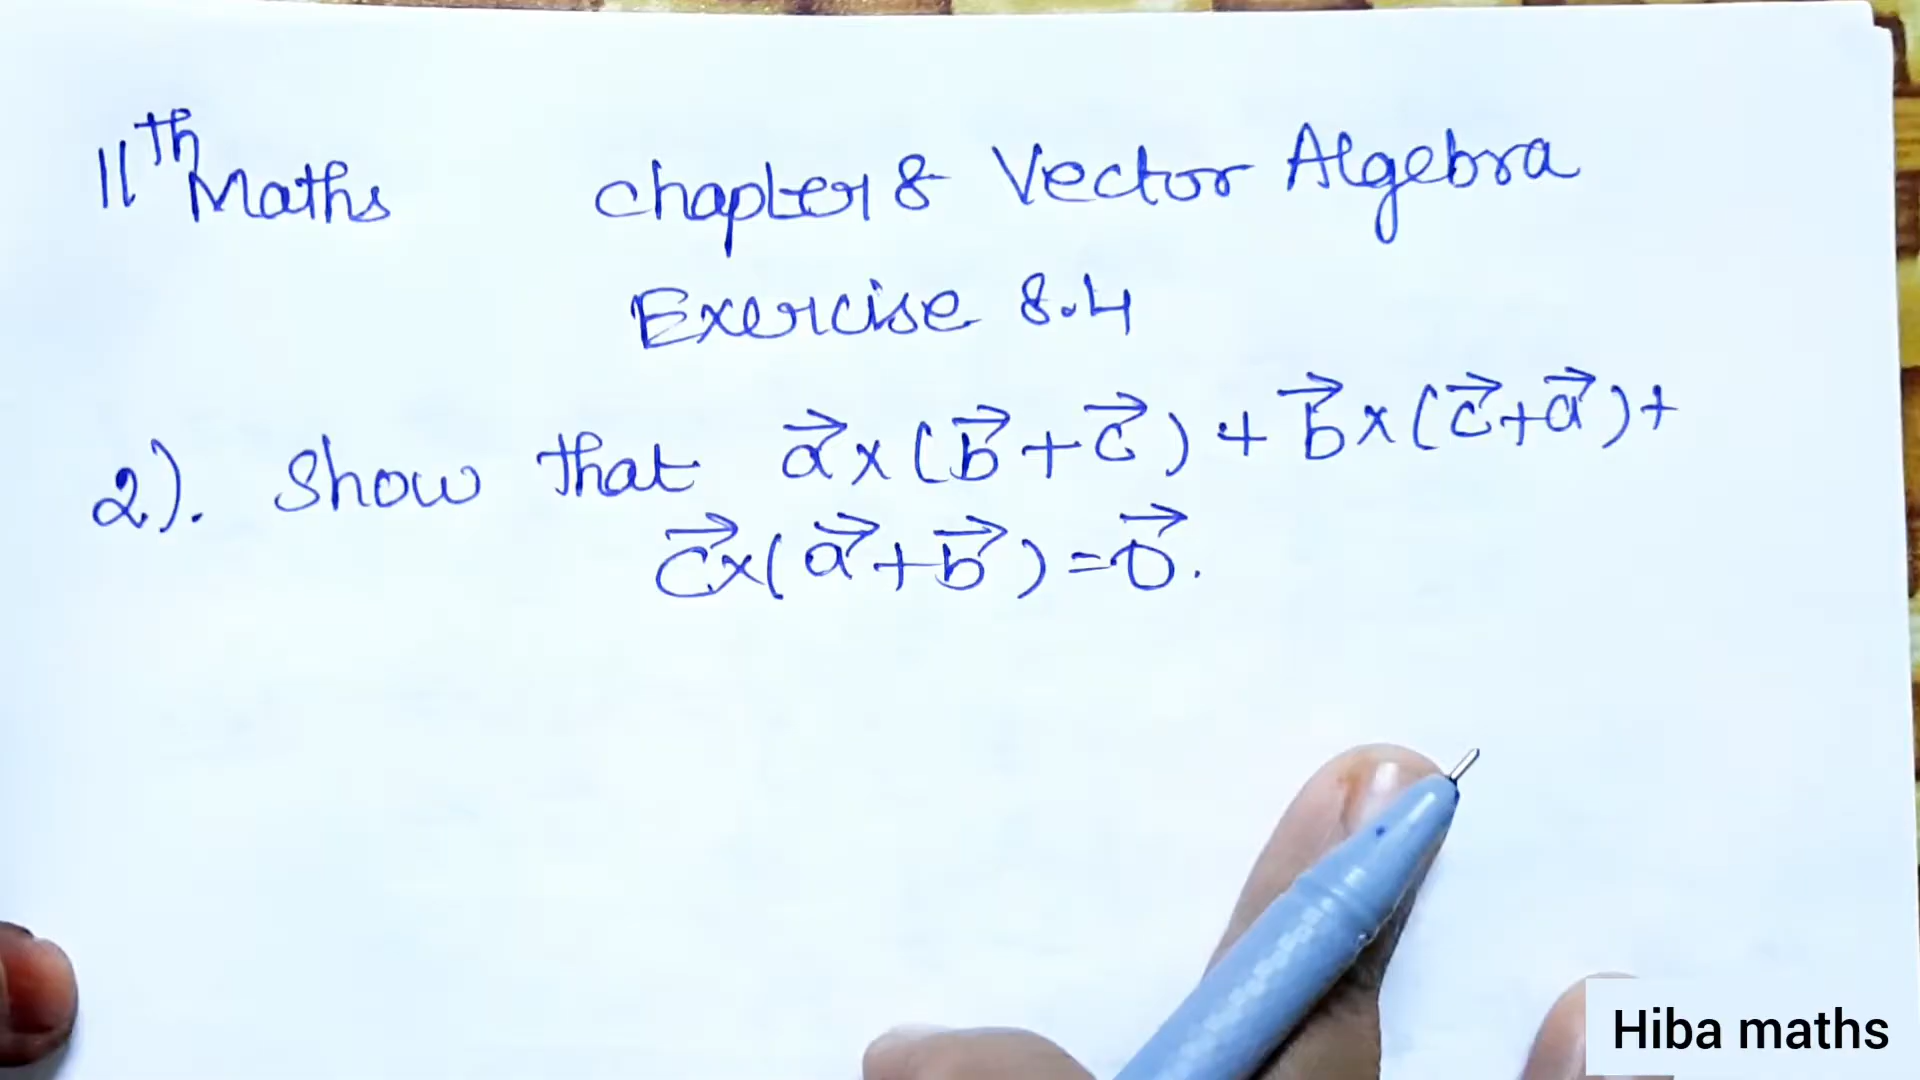 11th Maths chapter 8 Vector Algebra
Exercise 8.4
2). Show that a⃗×(b⃗+c⃗)+b⃗×(c⃗+a⃗)+
c⃗×(a⃗+b⃗)=0⃗.
Hiba maths